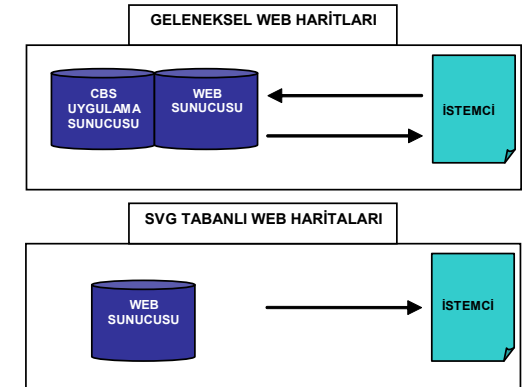 GELENEKSEL WEB HARİTLARI
CBS
UYGULAMA
SUNUCUSU
WEB
SUNUCUSU
İSTEMCİ
SVG TABANLI WEB HARİTALARI
WEB
SUNUCUSU
İSTEMCİ